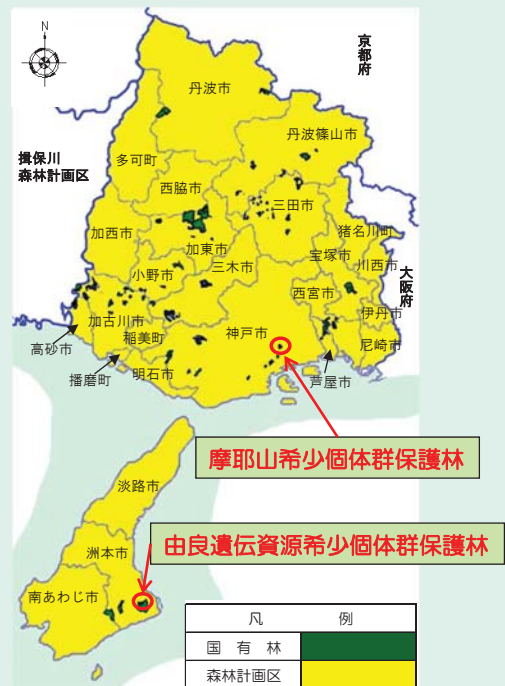 N
京都府
丹波市
丹波篠山市
揖保川
森林計画区
多可町
西脇市
三田市
猪名川町
加西市
加東市
宝塚市
川西市
大阪府
小野市
三木市
西宮市
伊丹市
加古川市
神戸市
稲美町
尼崎市
高砂市
播磨町
明石市
芦屋市
摩耶山希少個体群保護林
淡路市
洲本市
由良遺伝資源希少個体群保護林
南あわじ市
凡 例
国 有 林
森林計画区